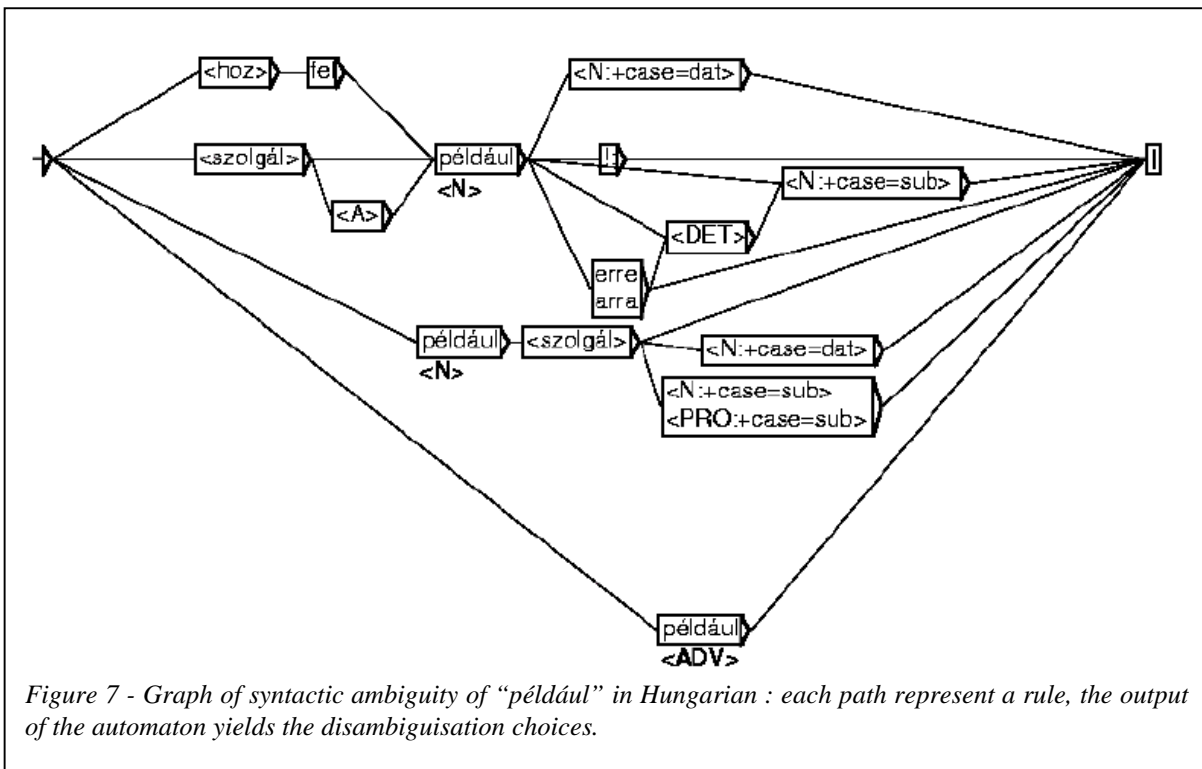 <hoz> fel <N:+case=dat>
<szolgál> például !: <N:+case=sub>
<N>
<A>
<DET>
erre
arra
például <szolgál> <N:+case=dat>
<N>
<N:+case=sub>
<PRO:+case=sub>
például
<ADV>
Figure 7 - Graph of syntactic ambiguity of “például” in Hungarian : each path represent a rule, the output
of the automaton yields the disambiguisation choices.